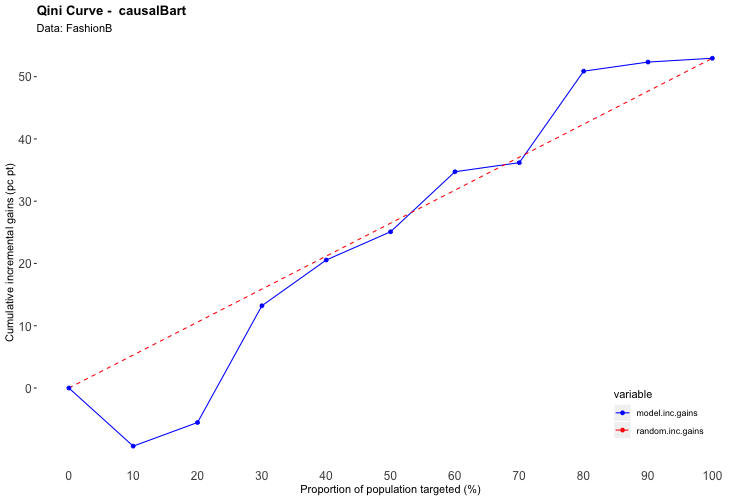 Qini Curve -  causalBart
Data: FashionB
Cumulative incremental gains (pc pt)
50
40
30
20
10
0
variable
model.inc.gains
random.inc.gains
0 10 20 30 40 50 60 70 80 90 100
Proportion of population targeted (%)